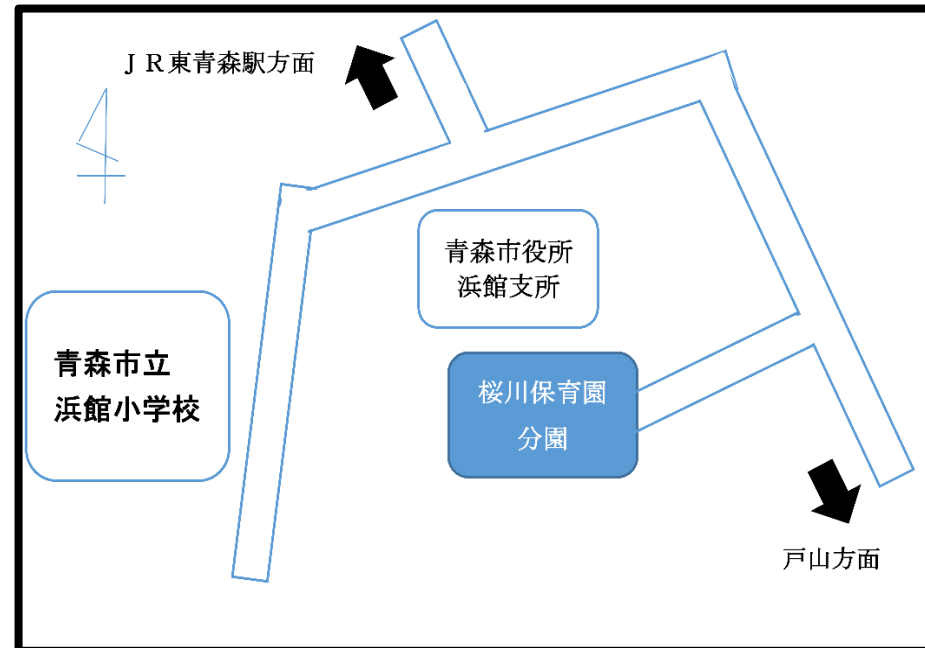 ＪＲ東青森駅方面
青森市役所
浜館支所
青森市立
浜館小学校
桜川保育園
分園
戸山方面